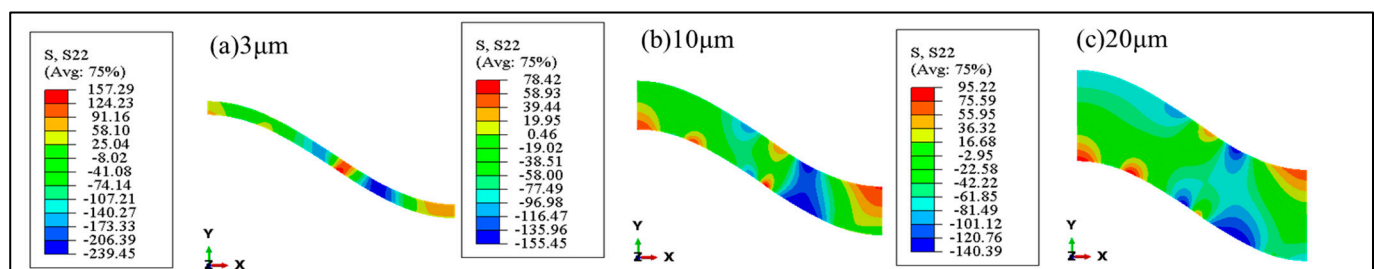 S, S22
(Avg: 75%)
157.29
124.23
91.16
58.10
25.04
-8.02
-41.08
-74.14
-107.21
-140.27
-173.33
-206.39
-239.45
(a)3μm
Y
Z X
S, S22
(Avg: 75%)
78.42
58.93
39.44
19.95
0.46
-19.02
-38.51
-58.00
-77.49
-96.98
-116.47
-135.96
-155.45
(b)10μm
Y
Z X
S, S22
(Avg: 75%)
95.22
75.59
55.95
36.32
16.68
-2.95
-22.58
-42.22
-61.85
-81.49
-101.12
-120.76
-140.39
(c)20μm
Y
Z X